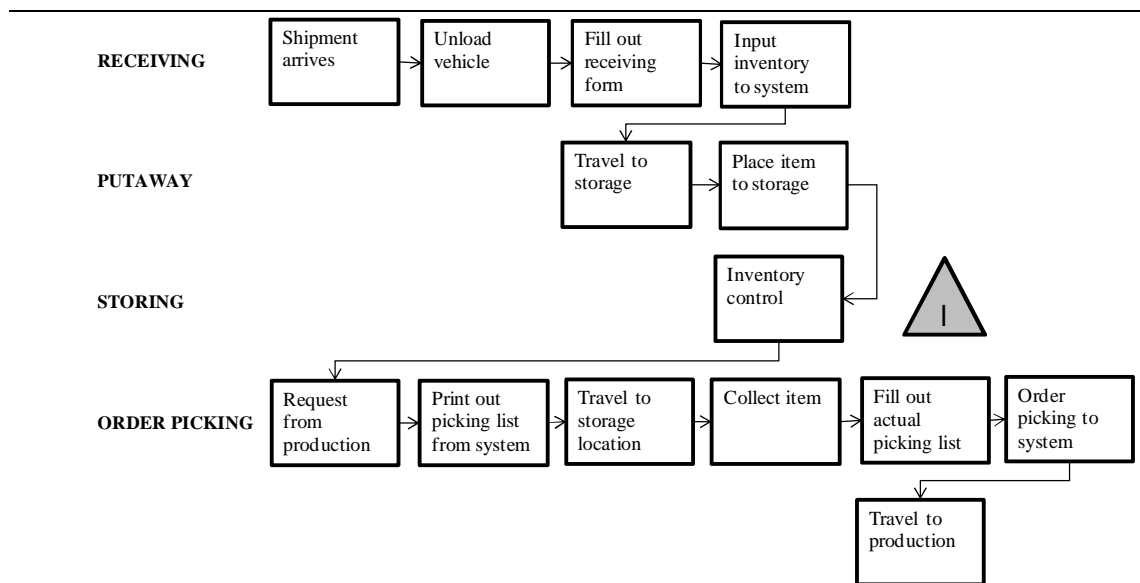 RECEIVING
Shipment
arrives
Unload
vehicle
Fill out
receiving
form
Input
inventory
to system
PUTAWAY
Travel to
storage
Place item
to storage
STORING
Inventory
control
I
ORDER PICKING
Request
from
production
Print out
picking list
from system
Travel to
storage
location
Collect item
Fill out
actual
picking list
Order
picking to
system
Travel to
production